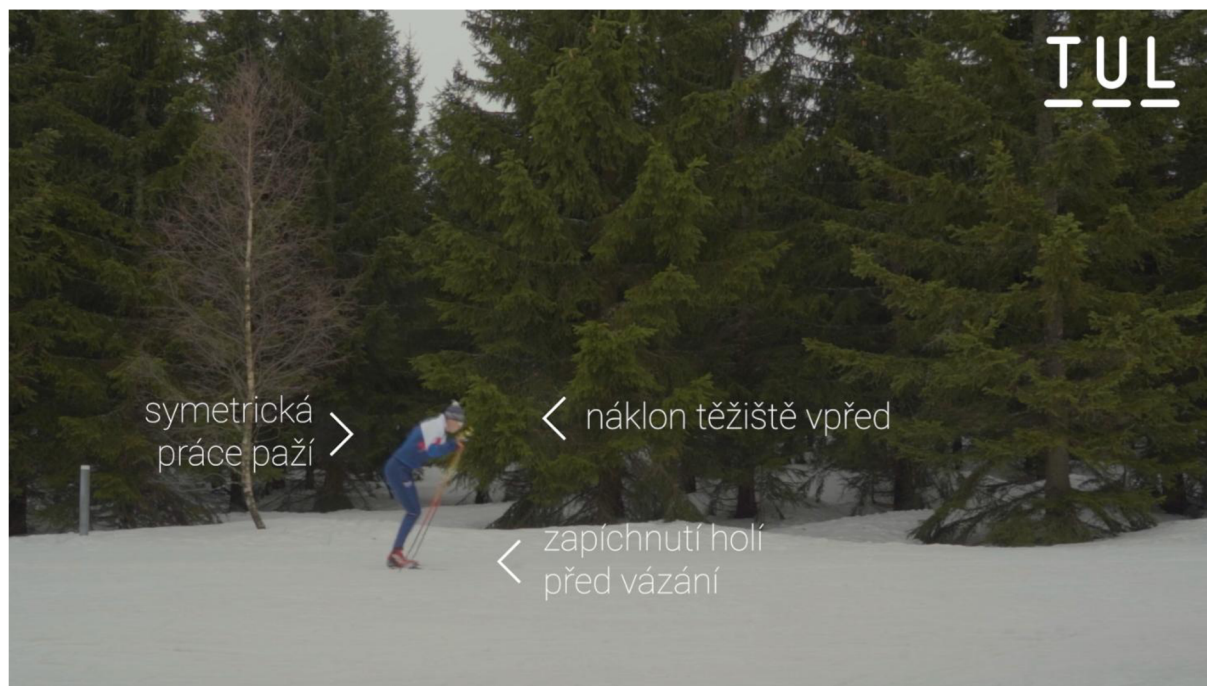 TUL
symetrická
práce paží
náklon těžiště vpřed
zapíchnutí holí
před vázání